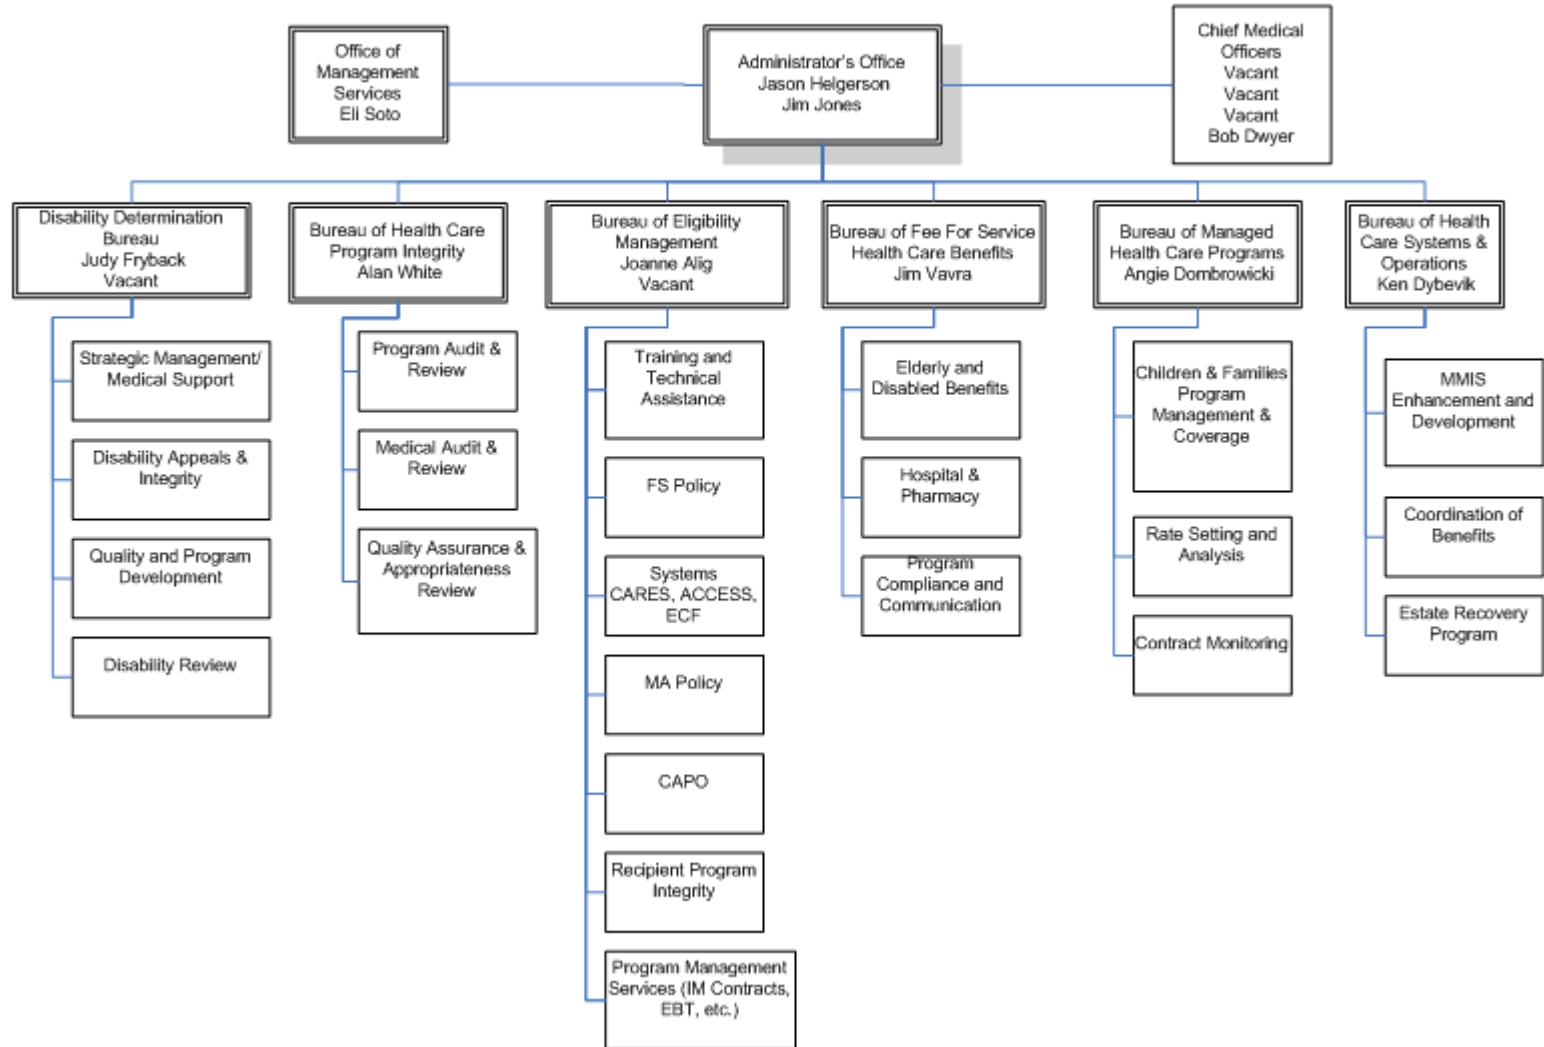 Office of
Management
Services
Eli Soto
Administrator's Office
Jason Helgerson
Jim Jones
Chief Medical
Officers
Vacant
Vacant
Vacant
Bob Dwyer
Disability Determination
Bureau
Judy Fryback
Vacant
Bureau of Health Care
Program Integrity
Alan White
Bureau of Eligibility
Management
Joanne Alig
Vacant
Bureau of Fee For Service
Health Care Benefits
Jim Vavra
Bureau of Managed
Health Care Programs
Angie Dombrowicki
Bureau of Health
Care Systems &
Operations
Ken Dybevik
Strategic Management/
Medical Support
Disability Appeals &
Integrity
Quality and Program
Development
Disability Review
Program Audit &
Review
Medical Audit &
Review
Quality Assurance &
Appropriateness
Review
Training and
Technical
Assistance
FS Policy
Systems
CARES, ACCESS,
ECF
MA Policy
CAPO
Recipient Program
Integrity
Program Management
Services (IM Contracts,
EBT, etc.)
Elderly and
Disabled Benefits
Hospital &
Pharmacy
Program
Compliance and
Communication
Children & Families
Program
Management &
Coverage
Rate Setting and
Analysis
Contract Monitoring
MMIS
Enhancement and
Development
Coordination of
Benefits
Estate Recovery
Program